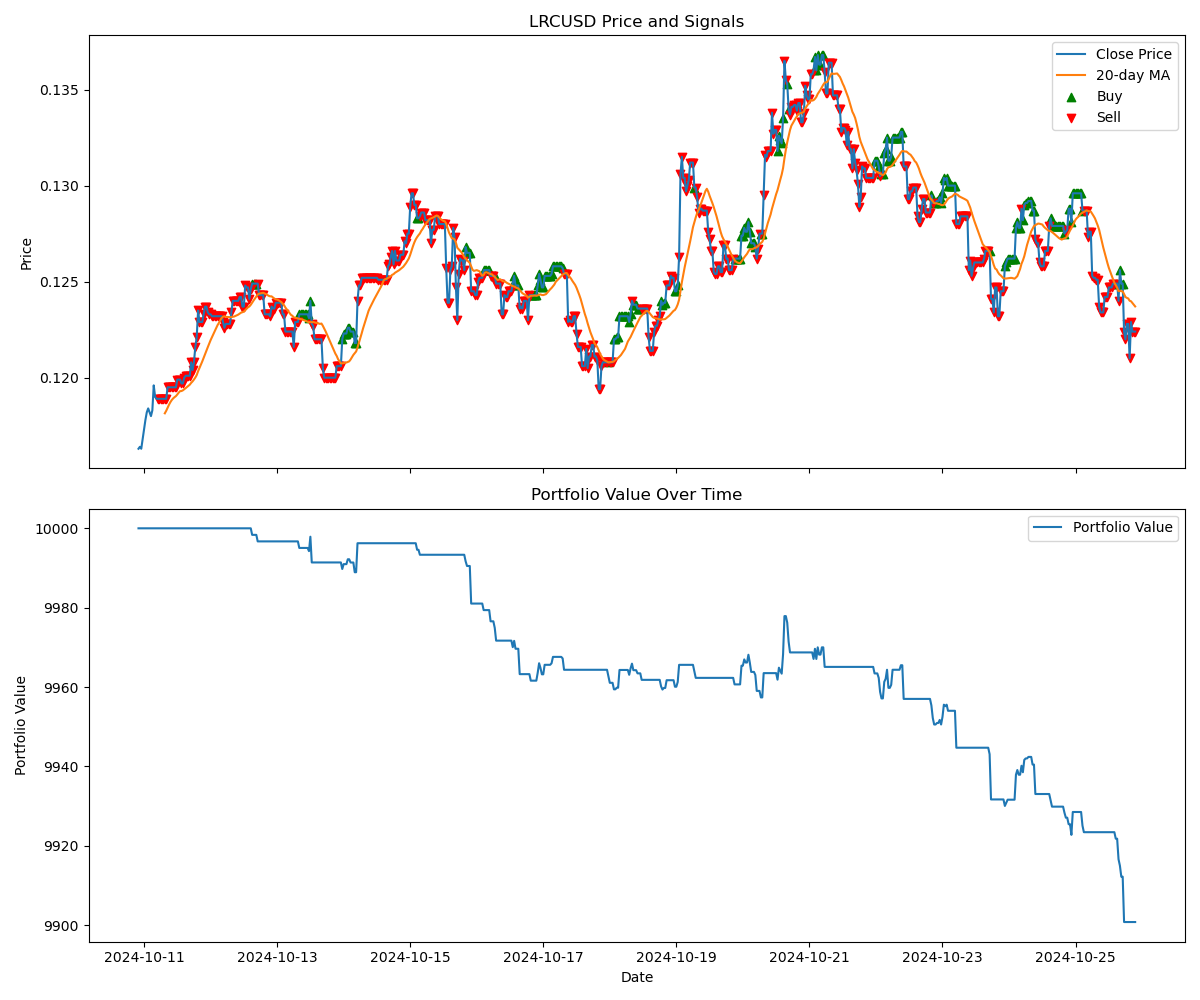 LRCUSD Price and Signals
Close Price
20-day MA
Buy
Sell
0.135
0.130
0.125
0.120
Price
Portfolio Value Over Time
Portfolio Value
10000
9980
9960
9940
9920
9900
Portfolio Value
2024-10-11
2024-10-13
2024-10-15
2024-10-17
2024-10-19
2024-10-21
2024-10-23
2024-10-25
Date